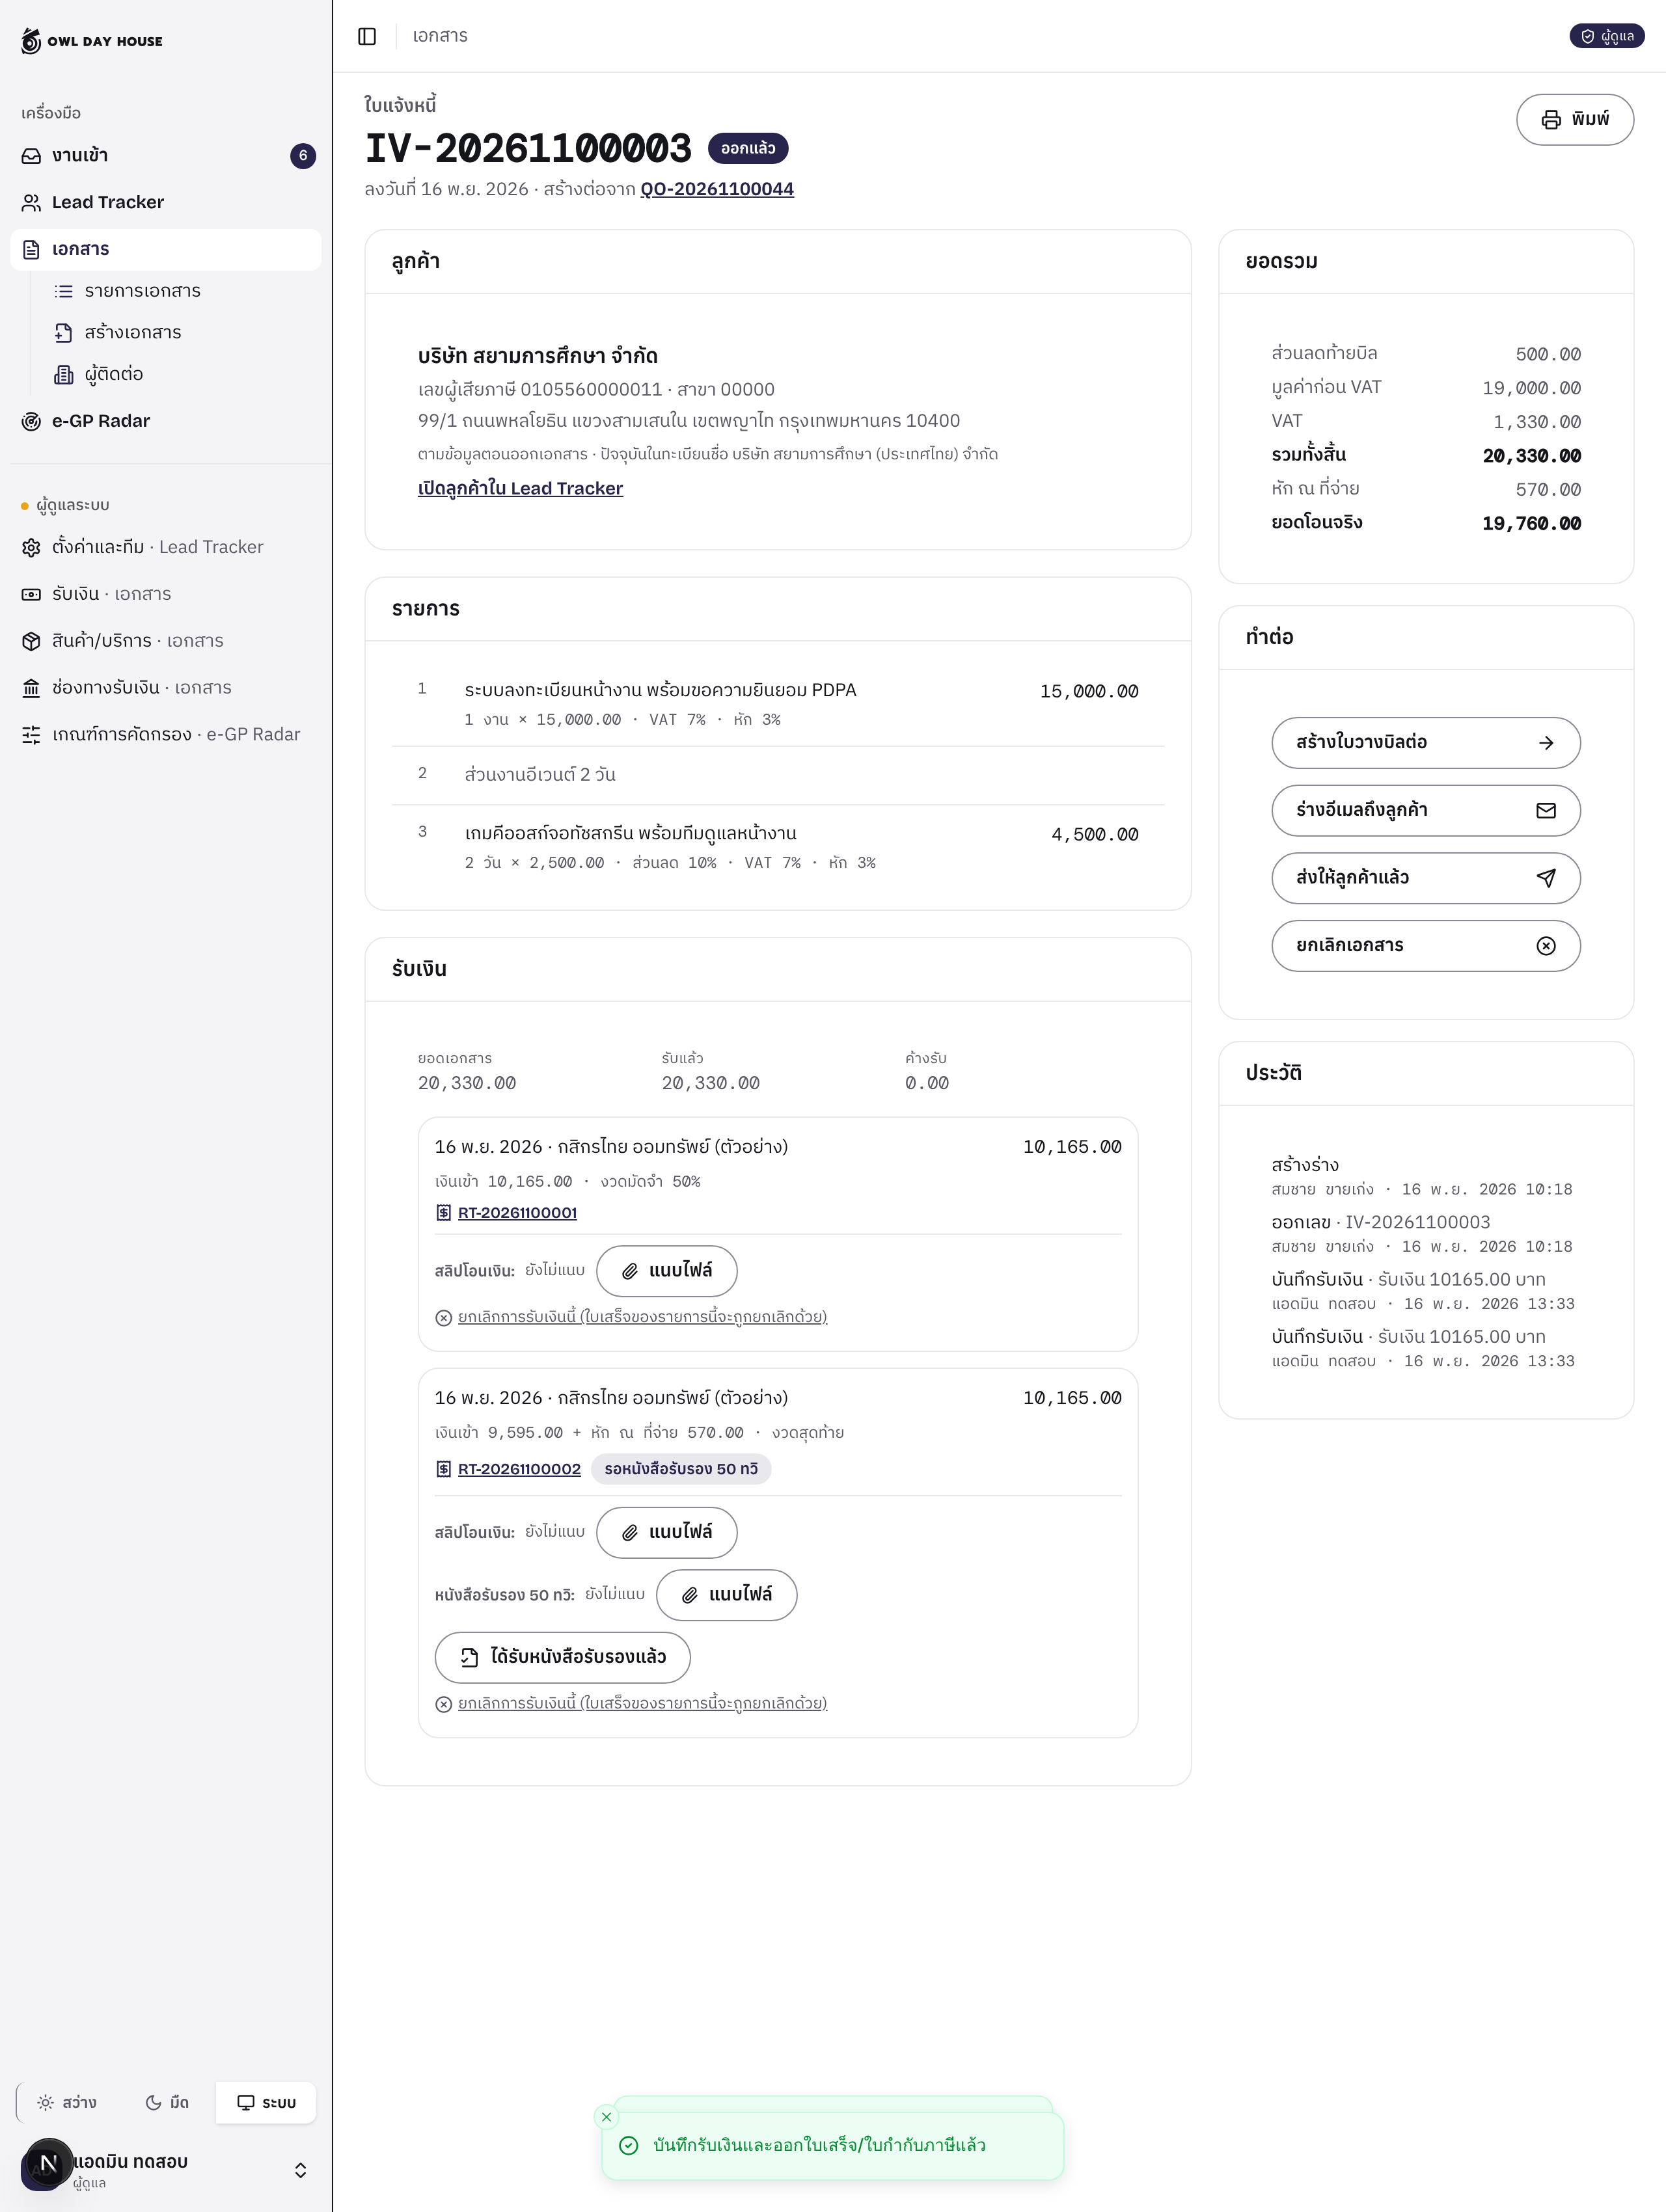 OWL DAY HOUSE
เครื่องมือ
งานเข้า 6
Lead Tracker
เอกสาร
รายการเอกสาร
สร้างเอกสาร
ผู้ติดต่อ
e-GP Radar
ผู้ดูแลระบบ
ตั้งค่าและทีม · Lead Tracker
รับเงิน · เอกสาร
สินค้า/บริการ · เอกสาร
ช่องทางรับเงิน · เอกสาร
เกณฑ์การคัดกรอง · e-GP Radar
สว่าง มืด ระบบ
N
แอดมิน ทดสอบ
ผู้ดูแล
เอกสาร
ผู้ดูแล
ใบแจ้งหนี้
IV-20261100003 ออกแล้ว
ลงวันที่ 16 พ.ย. 2026 · สร้างต่อจาก QO-20261100044
พิมพ์
ลูกค้า
บริษัท สยามการศึกษา จำกัด
เลขผู้เสียภาษี 0105560000011 · สาขา 00000
99/1 ถนนพหลโยธิน แขวงสามเสนใน เขตพญาไท กรุงเทพมหานคร 10400
ตามข้อมูลตอนออกเอกสาร · ปัจจุบันในทะเบียนชื่อ บริษัท สยามการศึกษา (ประเทศไทย) จำกัด
เปิดลูกค้าใน Lead Tracker
รายการ
1 ระบบลงทะเบียนหน้างาน พร้อมขอความยินยอม PDPA 15,000.00
1 งาน × 15,000.00 · VAT 7% · หัก 3%
2 ส่วนงานอีเวนต์ 2 วัน
3 เกมคีออสก์จอทัชสกรีน พร้อมทีมดูแลหน้างาน 4,500.00
2 วัน × 2,500.00 · ส่วนลด 10% · VAT 7% · หัก 3%
รับเงิน
ยอดเอกสาร รับแล้ว ค้างรับ
20,330.00 20,330.00 0.00
16 พ.ย. 2026 · กสิกรไทย ออมทรัพย์ (ตัวอย่าง) 10,165.00
เงินเข้า 10,165.00 · งวดมัดจำ 50%
RT-20261100001
สลิปโอนเงิน: ยังไม่แนบ แนบไฟล์
ยกเลิกการรับเงินนี้ (ใบเสร็จของรายการนี้จะถูกยกเลิกด้วย)
16 พ.ย. 2026 · กสิกรไทย ออมทรัพย์ (ตัวอย่าง) 10,165.00
เงินเข้า 9,595.00 + หัก ณ ที่จ่าย 570.00 · งวดสุดท้าย
RT-20261100002 รอหนังสือรับรอง 50 ทวิ
สลิปโอนเงิน: ยังไม่แนบ แนบไฟล์
หนังสือรับรอง 50 ทวิ: ยังไม่แนบ แนบไฟล์
ได้รับหนังสือรับรองแล้ว
ยกเลิกการรับเงินนี้ (ใบเสร็จของรายการนี้จะถูกยกเลิกด้วย)
ยอดรวม
ส่วนลดท้ายบิล 500.00
มูลค่าก่อน VAT 19,000.00
VAT 1,330.00
รวมทั้งสิ้น 20,330.00
หัก ณ ที่จ่าย 570.00
ยอดโอนจริง 19,760.00
ทำต่อ
สร้างใบวางบิลต่อ
ร่างอีเมลถึงลูกค้า
ส่งให้ลูกค้าแล้ว
ยกเลิกเอกสาร
ประวัติ
สร้างร่าง
สมชาย ขายเก่ง · 16 พ.ย. 2026 10:18
ออกเลข · IV-20261100003
สมชาย ขายเก่ง · 16 พ.ย. 2026 10:18
บันทึกรับเงิน · รับเงิน 10165.00 บาท
แอดมิน ทดสอบ · 16 พ.ย. 2026 13:33
บันทึกรับเงิน · รับเงิน 10165.00 บาท
แอดมิน ทดสอบ · 16 พ.ย. 2026 13:33
บันทึกรับเงินและออกใบเสร็จ/ใบกำกับภาษีแล้ว